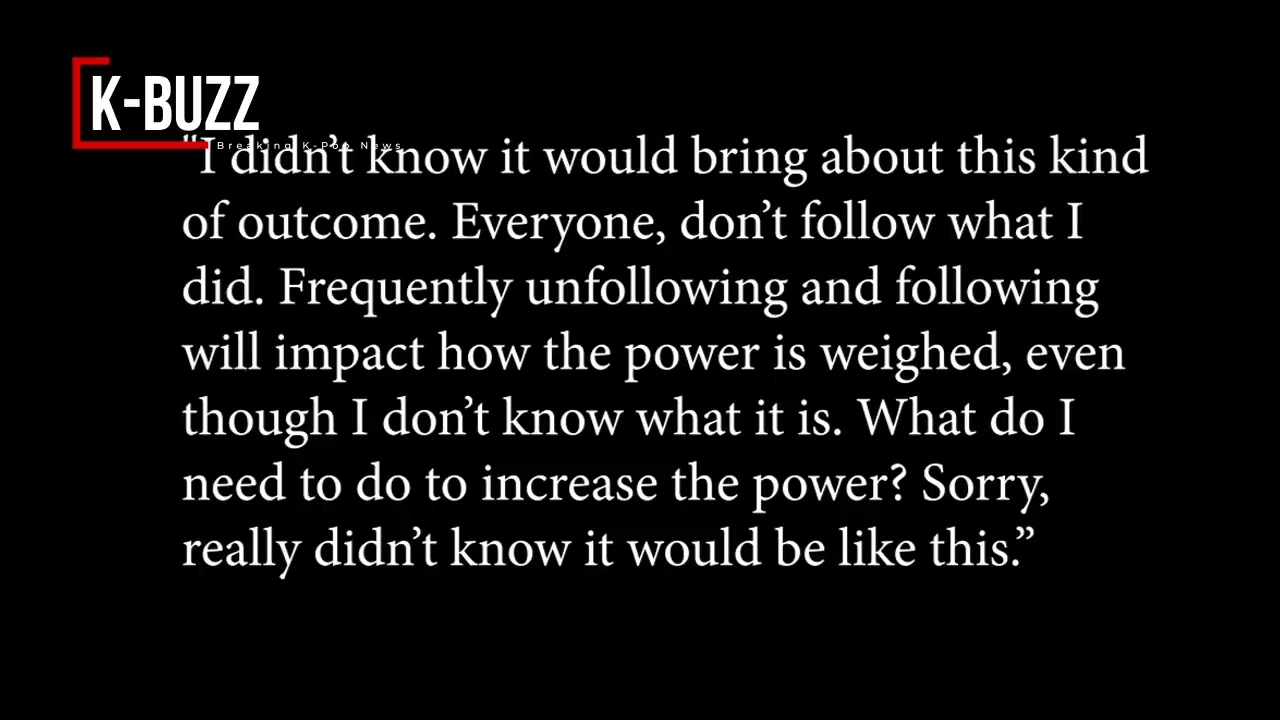 K-BUZZ
Breaking K-Pop News
"I didn’t know it would bring about this kind
of outcome. Everyone, don’t follow what I
did. Frequently unfollowing and following
will impact how the power is weighed, even
though I don’t know what it is. What do I
need to do to increase the power? Sorry,
really didn’t know it would be like this.”